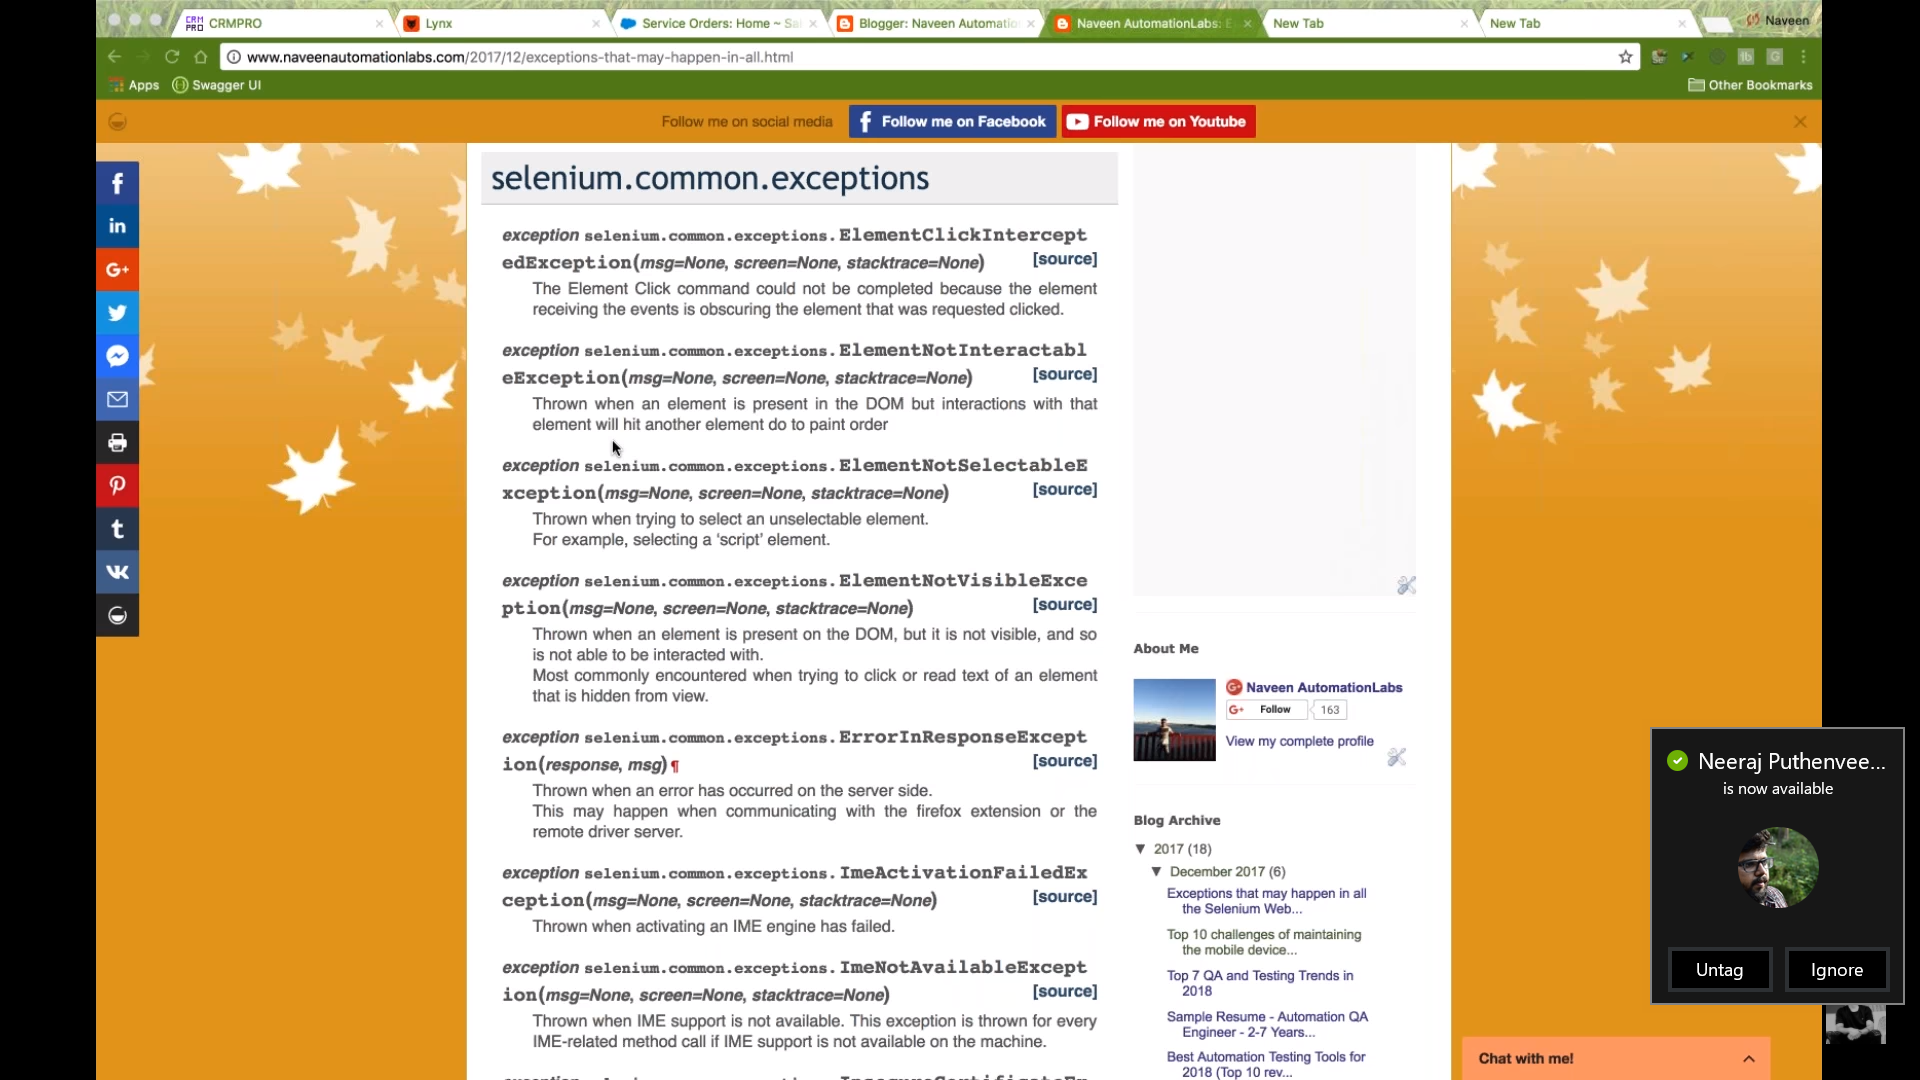 CRM PRO CRMPRO
Lynx
Service Orders: Home ~ Sa
Blogger: Naveen Automatio
Naveen AutomationLabs: E
New Tab
New Tab
Naveen
www.naveenautomationlabs.com/2017/12/exceptions-that-may-happen-in-all.html
Apps
Swagger UI
Other Bookmarks
Follow me on social media
Follow me on Facebook
Follow me on Youtube
selenium.common.exceptions
exception selenium.common.exceptions.ElementClickIntercept
edException(msg=None, screen=None, stacktrace=None) [source]
The Element Click command could not be completed because the element
receiving the events is obscuring the element that was requested clicked.
exception selenium.common.exceptions.ElementNotInteractabl
eException(msg=None, screen=None, stacktrace=None) [source]
Thrown when an element is present in the DOM but interactions with that
element will hit another element do to paint order
exception selenium.common.exceptions.ElementNotSelectableE
xception(msg=None, screen=None, stacktrace=None) [source]
Thrown when trying to select an unselectable element.
For example, selecting a ‘script’ element.
exception selenium.common.exceptions.ElementNotVisibleExce
ption(msg=None, screen=None, stacktrace=None) [source]
Thrown when an element is present on the DOM, but it is not visible, and so
is not able to be interacted with.
Most commonly encountered when trying to click or read text of an element
that is hidden from view.
exception selenium.common.exceptions.ErrorInResponseExcept
ion(response, msg)¶ [source]
Thrown when an error has occurred on the server side.
This may happen when communicating with the firefox extension or the
remote driver server.
exception selenium.common.exceptions.ImeActivationFailedEx
ception(msg=None, screen=None, stacktrace=None) [source]
Thrown when activating an IME engine has failed.
exception selenium.common.exceptions.ImeNotAvailableExcept
ion(msg=None, screen=None, stacktrace=None) [source]
Thrown when IME support is not available. This exception is thrown for every
IME-related method call if IME support is not available on the machine.
About Me
Naveen AutomationLabs
G+ Follow 163
View my complete profile
Blog Archive
▼ 2017 (18)
▼ December 2017 (6)
Exceptions that may happen in all
the Selenium Web...
Top 10 challenges of maintaining
the mobile device...
Top 7 QA and Testing Trends in
2018
Sample Resume - Automation QA
Engineer - 2-7 Years...
Best Automation Testing Tools for
2018 (Top 10 rev...
Neeraj Puthenvee...
is now available
Untag
Ignore
Chat with me!